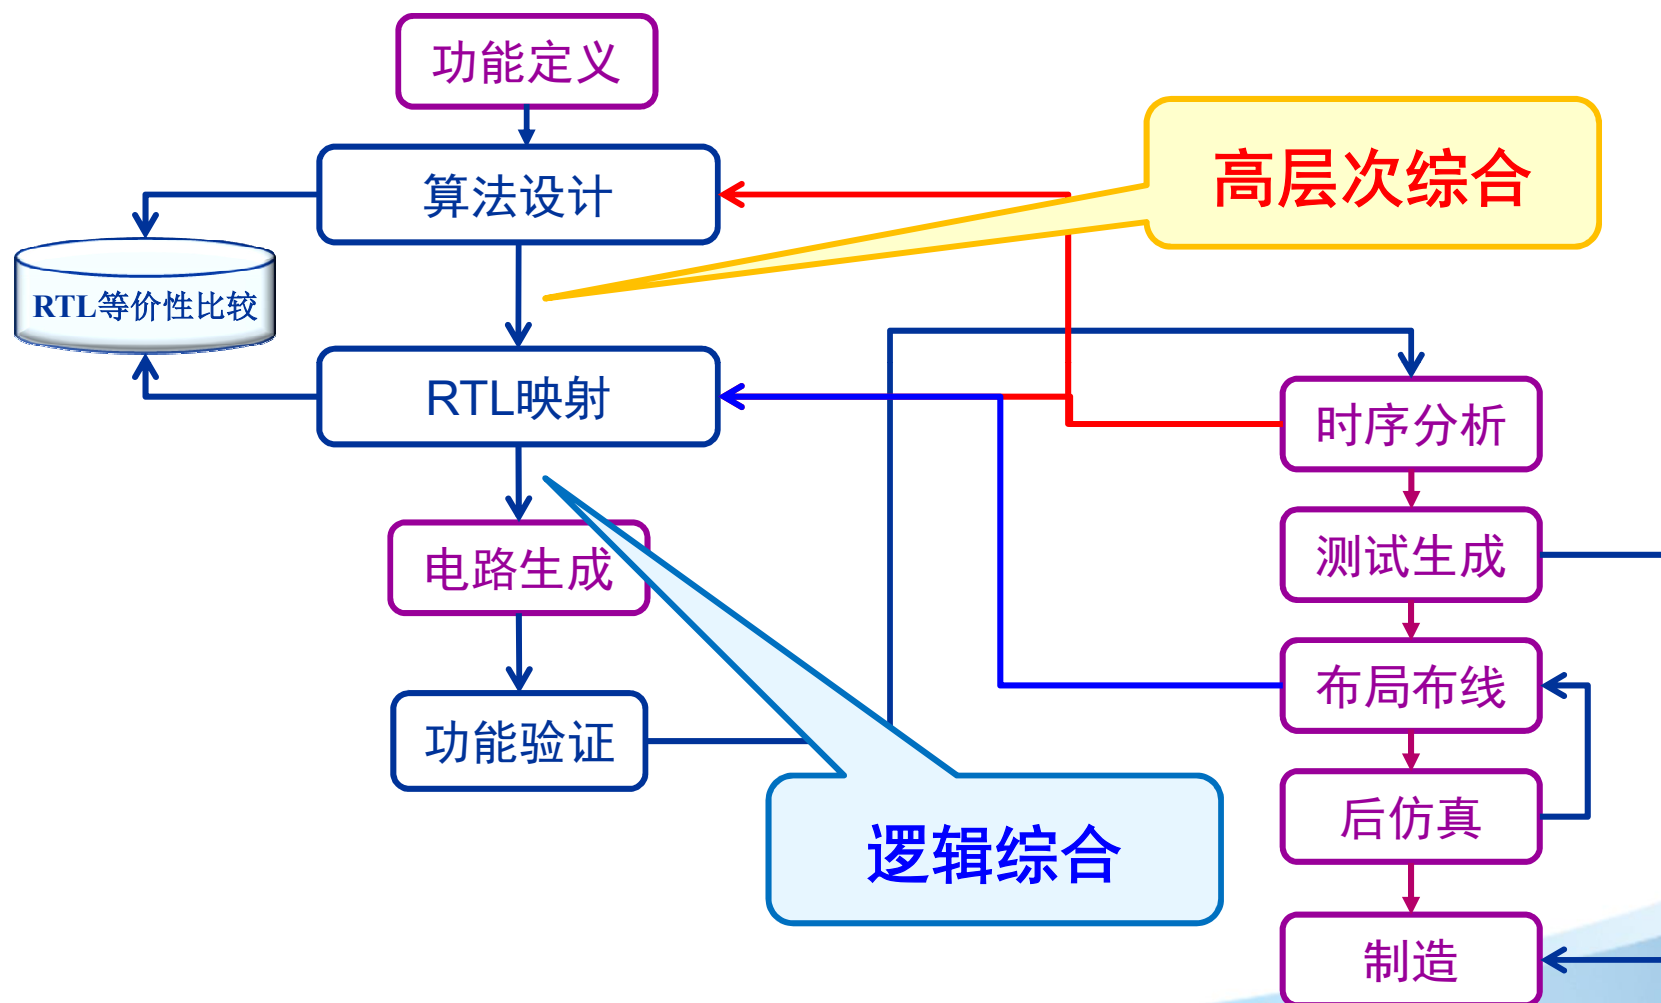 功能定义
算法设计
高层次综合
RTL等价性比较
RTL映射
时序分析
电路生成
测试生成
布局布线
功能验证
后仿真
逻辑综合
制造